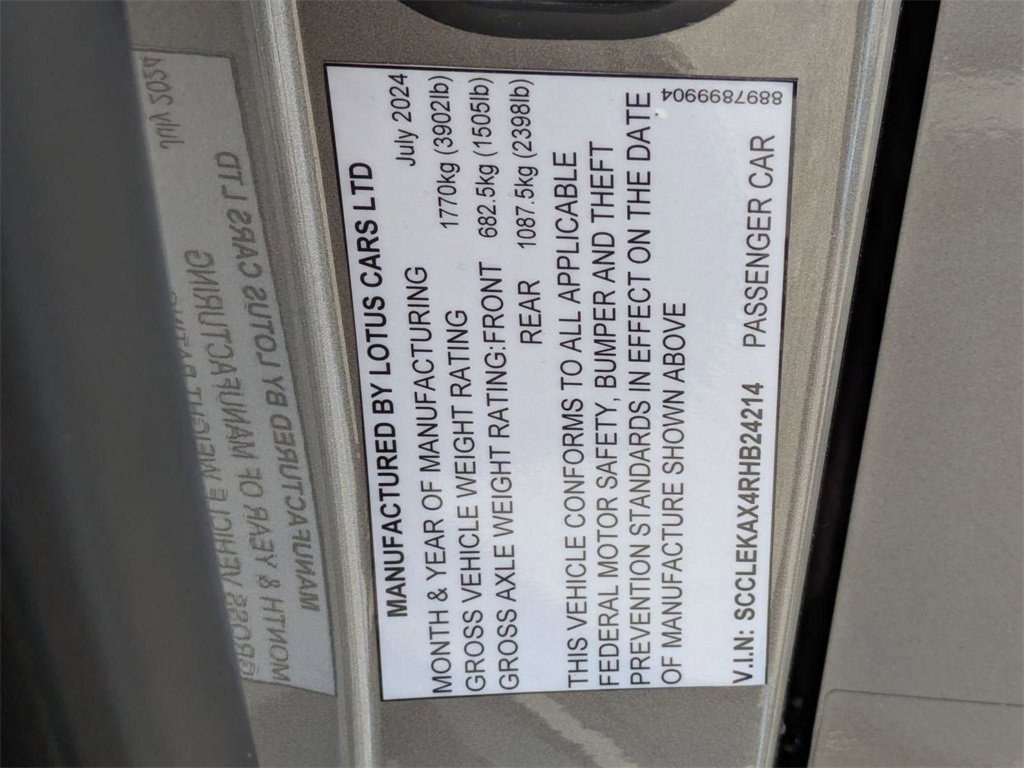 MANUFACTURED BY LOTUS CARS LTD
MONTH & YEAR OF MANUFACTURING July 2024
GROSS VEHICLE WEIGHT RATING 1770kg (3902lb)
GROSS AXLE WEIGHT RATING:FRONT 682.5kg (1505lb)
REAR 1087.5kg (2398lb)
THIS VEHICLE CONFORMS TO ALL APPLICABLE
FEDERAL MOTOR SAFETY, BUMPER AND THEFT
PREVENTION STANDARDS IN EFFECT ON THE DATE
OF MANUFACTURE SHOWN ABOVE
V.I.N: SCCLEKAX4RHB24214 PASSENGER CAR
8897899904
MANUFACTURED BY LOTUS CARS LTD
MONTH & YEAR OF MANUFACTURING July 2024
GROSS VEHICLE WEIGHT RATING